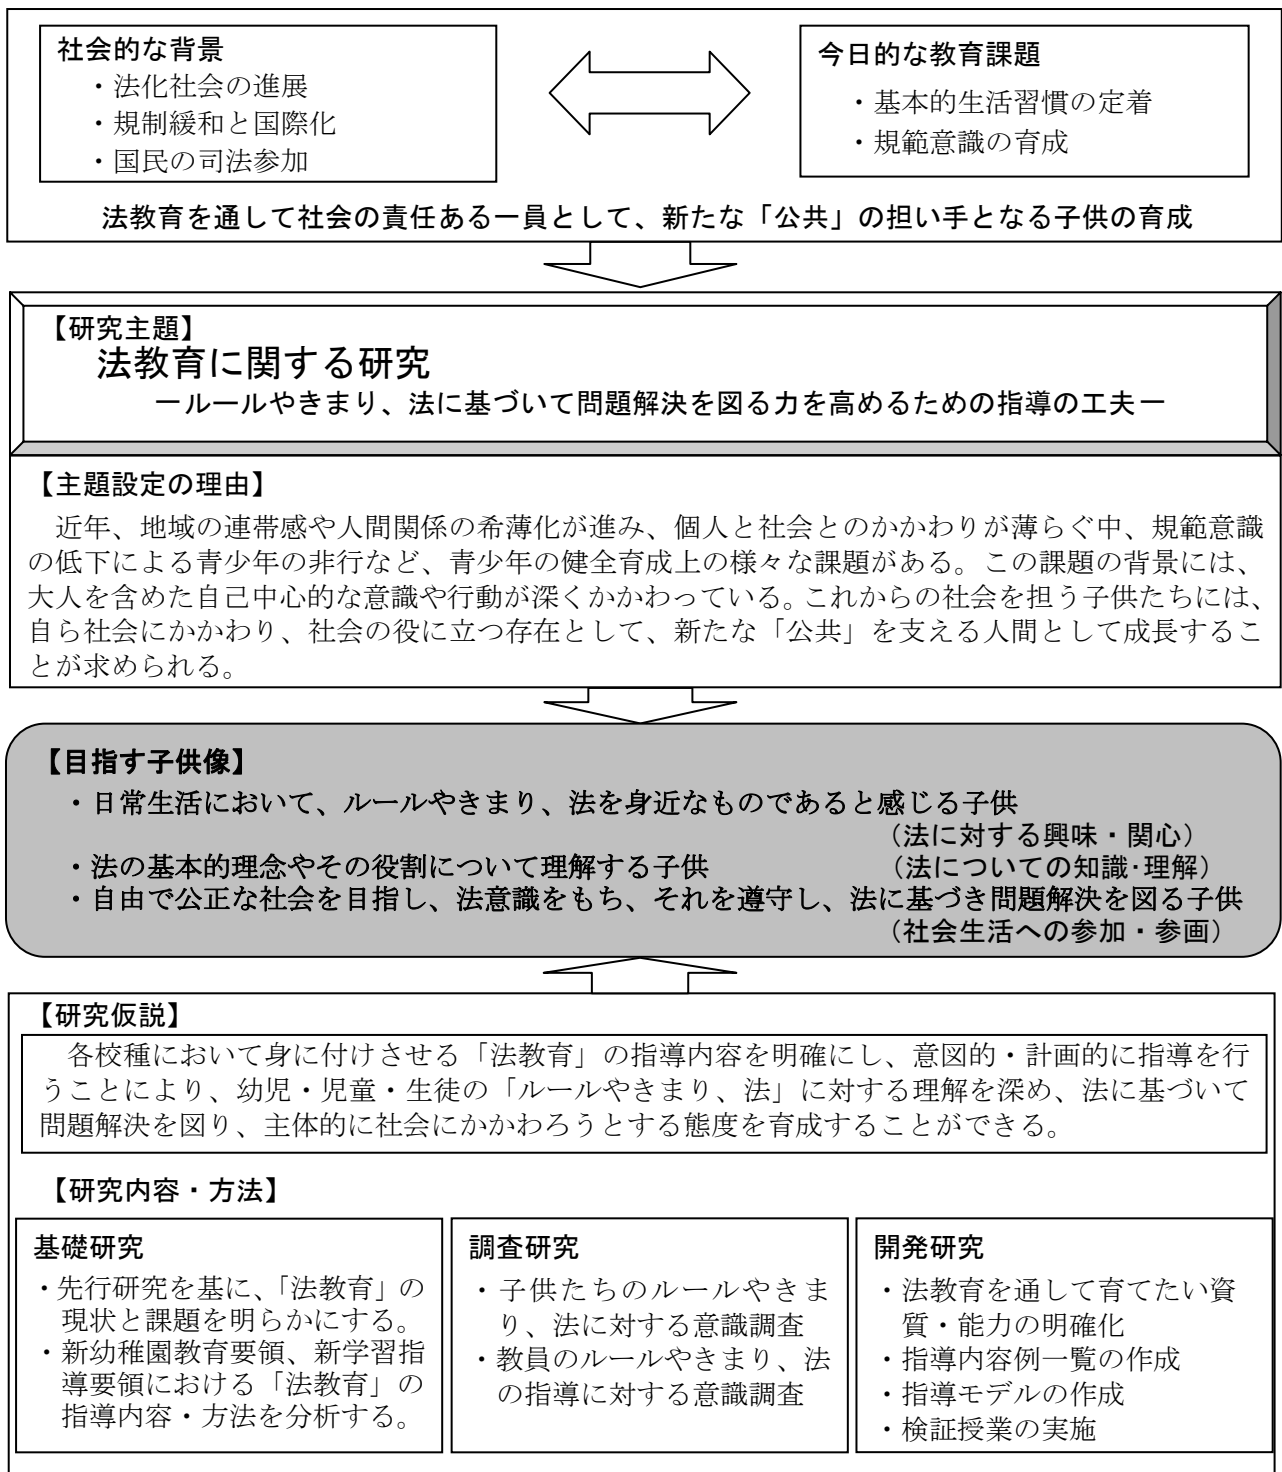 社会的な背景
・法化社会の進展
・規制緩和と国際化
・国民の司法参加
今日的な教育課題
・基本的生活習慣の定着
・規範意識の育成
法教育を通して社会の責任ある一員として、新たな「公共」の担い手となる子供の育成
【研究主題】
法教育に関する研究
－ルールやきまり、法に基づいて問題解決を図る力を高めるための指導の工夫－
【主題設定の理由】
近年、地域の連帯感や人間関係の希薄化が進み、個人と社会とのかかわりが薄らぐ中、規範意識
の低下による青少年の非行など、青少年の健全育成上の様々な課題がある。この課題の背景には、
大人を含めた自己中心的な意識や行動が深くかかわっている。これからの社会を担う子供たちには、
自ら社会にかかわり、社会の役に立つ存在として、新たな「公共」を支える人間として成長するこ
とが求められる。
【目指す子供像】
・日常生活において、ルールやきまり、法を身近なものであると感じる子供
（法に対する興味・関心）
・法の基本的理念やその役割について理解する子供　（法についての知識･理解）
・自由で公正な社会を目指し、法意識をもち、それを遵守し、法に基づき問題解決を図る子供
（社会生活への参加・参画）
【研究仮説】
各校種において身に付けさせる「法教育」の指導内容を明確にし、意図的・計画的に指導を行
うことにより、幼児・児童・生徒の「ルールやきまり、法」に対する理解を深め、法に基づいて
問題解決を図り、主体的に社会にかかわろうとする態度を育成することができる。
【研究内容・方法】
基礎研究
・先行研究を基に、「法教育」の
現状と課題を明らかにする。
・新幼稚園教育要領、新学習指
導要領における「法教育」の
指導内容・方法を分析する。
調査研究
・子供たちのルールやきま
り、法に対する意識調査
・教員のルールやきまり、法
の指導に対する意識調査
開発研究
・法教育を通して育てたい資
質・能力の明確化
・指導内容例一覧の作成
・指導モデルの作成
・検証授業の実施